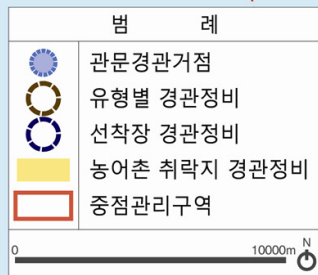 범 례
관문경관거점
유형별 경관정비
선착장 경관정비
농어촌 취락지 경관정비
중점관리구역
0 10000m N